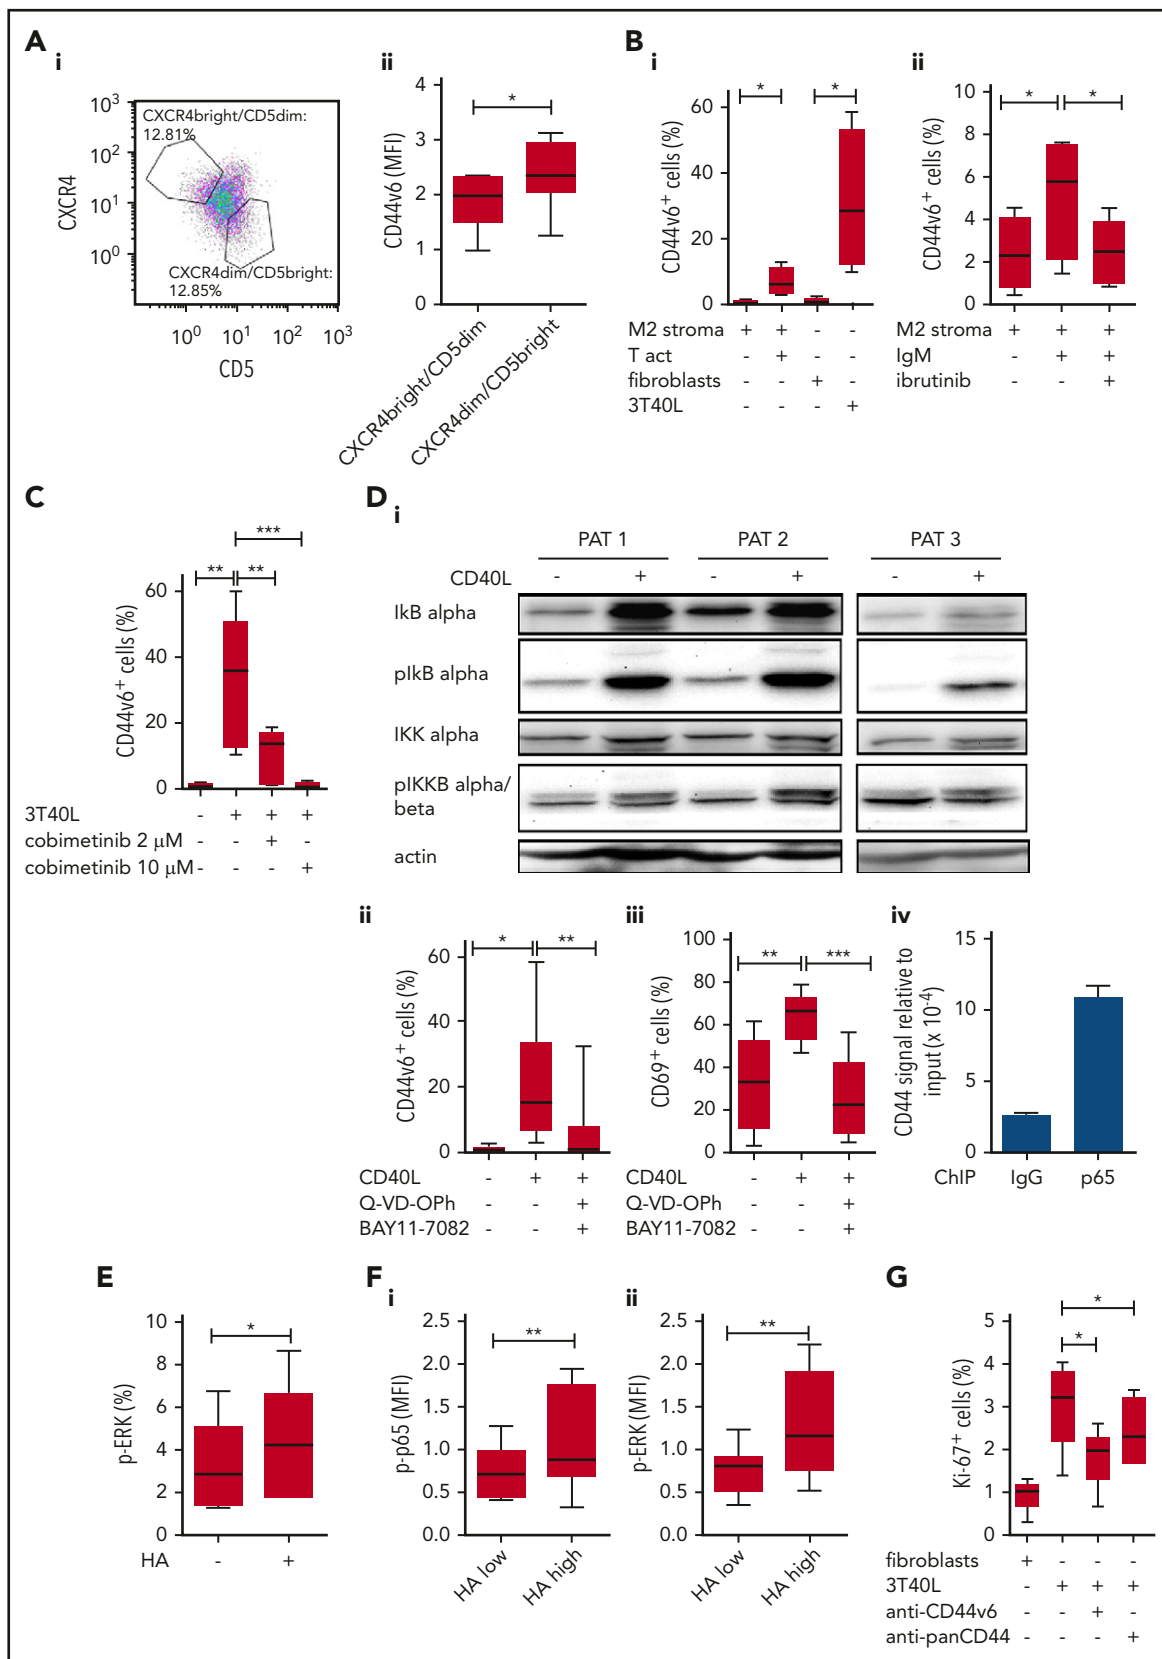 A
i
10³
10²
10¹
10⁰
CXCR4
CXCR4bright/CD5dim:
12.81%
CXCR4dim/CD5bright:
12.85%
10⁰ 10¹ 10² 10³
CD5
ii
4
3
2
1
0
CD44v6 (MFI)
*
CXCR4bright/CD5dim
CXCR4dim/CD5bright
B
i
60
40
20
0
CD44v6⁺ cells (%)
* *
M2 stroma + + - -
T act - + - -
fibroblasts - - + -
3T40L - - - +
ii
10
8
6
4
2
0
CD44v6⁺ cells (%)
* *
M2 stroma + + +
IgM - + +
ibrutinib - - +
C
***
** **
60
40
20
0
CD44v6⁺ cells (%)
3T40L - + + +
cobimetinib 2 μM - - + -
cobimetinib 10 μM - - - +
D
i
PAT 1 PAT 2 PAT 3
CD40L - + - + - +
IkB alpha
pIkB alpha
IKK alpha
pIKKB alpha/
beta
actin
ii
60
40
20
0
CD44v6⁺ cells (%)
* **
CD40L - + +
Q-VD-OPh - - +
BAY11-7082 - - +
iii
100
80
60
40
20
0
CD69⁺ cells (%)
** ***
CD40L - + +
Q-VD-OPh - - +
BAY11-7082 - - +
iv
15
10
5
0
CD44 signal relative to
input (x 10⁻⁴)
ChIP IgG p65
E
10
8
6
4
2
0
p-ERK (%)
*
HA - +
F
i
2.5
2.0
1.5
1.0
0.5
0.0
p-p65 (MFI)
**
HA low
HA high
ii
2.5
2.0
1.5
1.0
0.5
0.0
p-ERK (MFI)
**
HA low
HA high
G
5
4
3
2
1
0
Ki-67⁺ cells (%)
*
*
fibroblasts + - - -
3T40L - + + +
anti-CD44v6 - - + -
anti-panCD44 - - - +